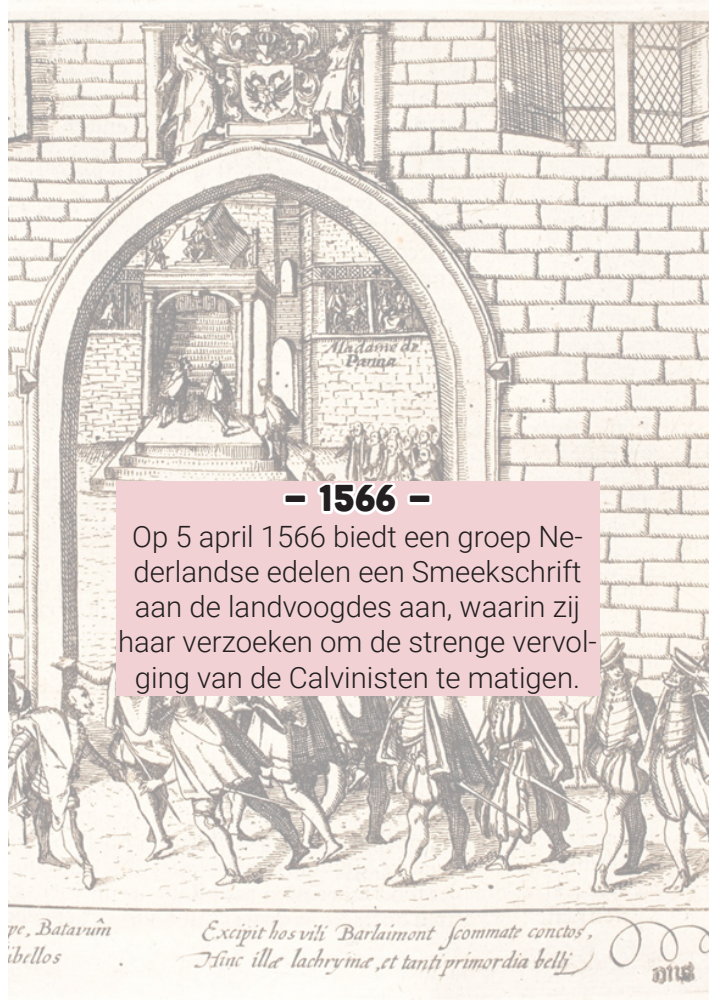 Madame de
Parma
– 1566 –
Op 5 april 1566 biedt een groep Ne-
derlandse edelen een Smeekschrift
aan de landvoogdes aan, waarin zij
haar verzoeken om de strenge vervol-
ging van de Calvinisten te matigen.
pe, Batavûm
ibellos
Excipit hos vili Barlaimont scommate conctos,
Hinc illæ lachrymæ, et tanti primordia belli